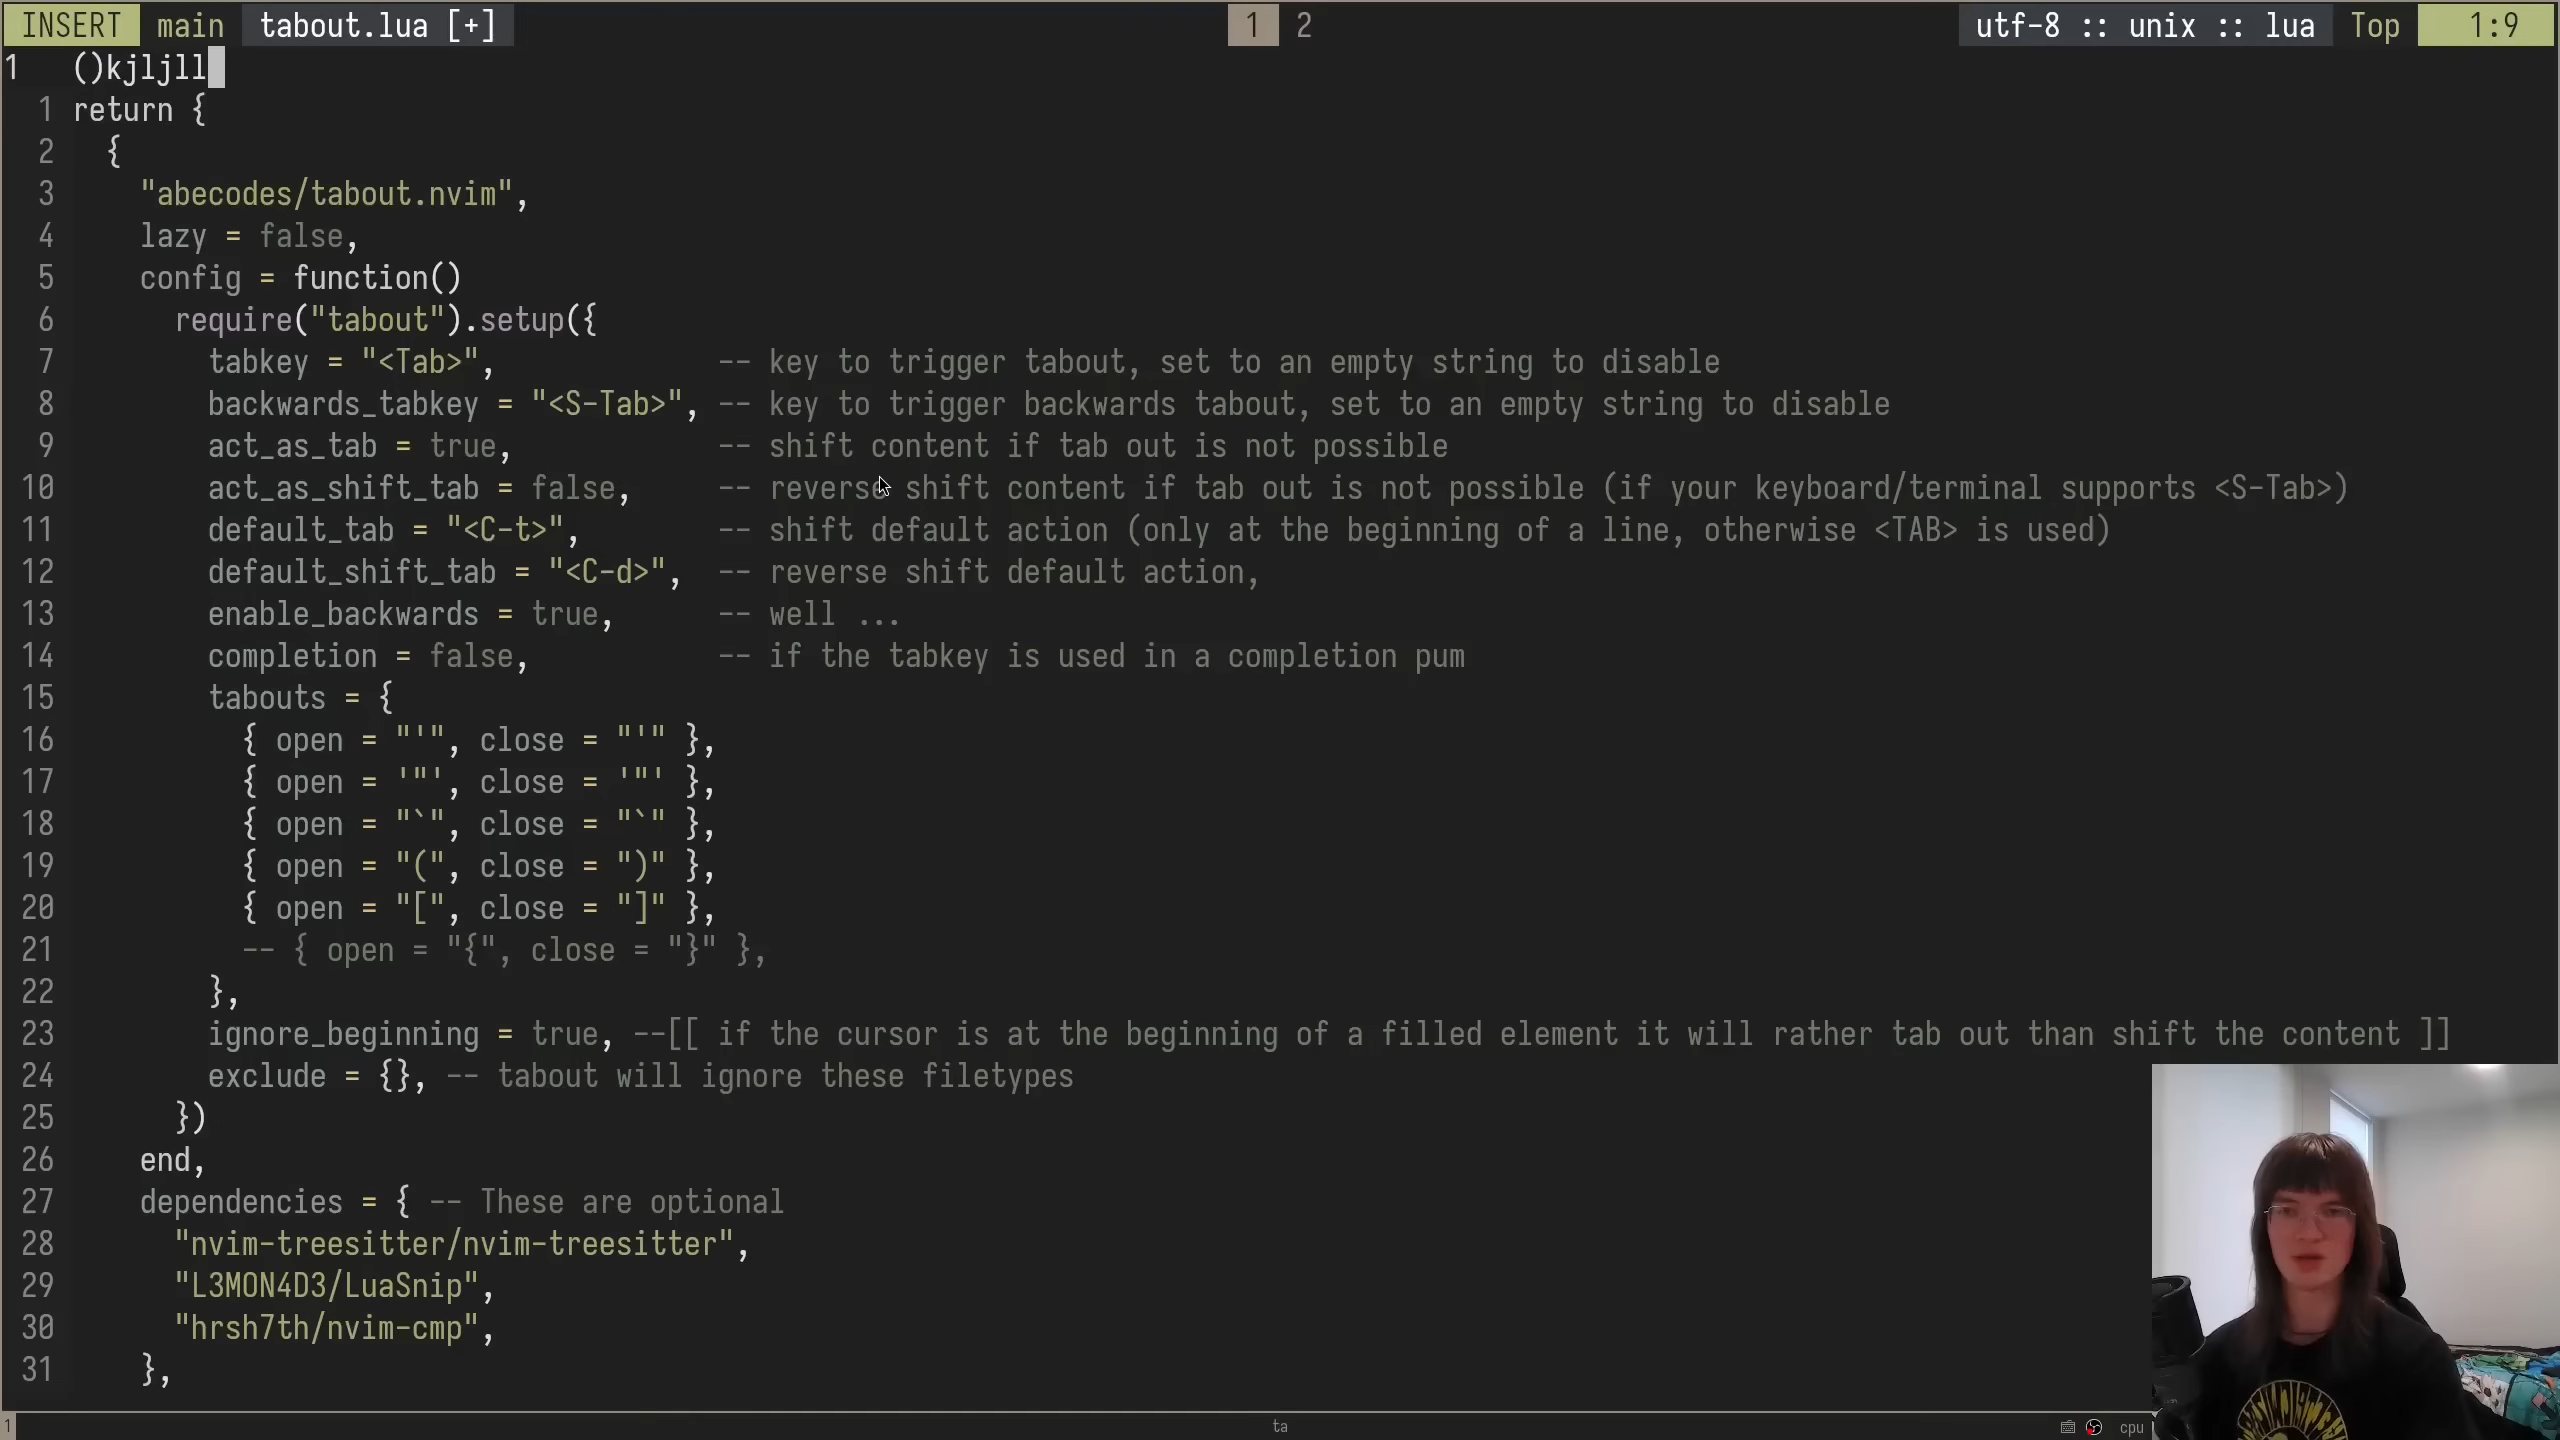 INSERT main tabout.lua [+] 1 2 utf-8 :: unix :: lua Top 1:9
1 ()kjljll
1 return {
2 {
3 "abecodes/tabout.nvim",
4 lazy = false,
5 config = function()
6 require("tabout").setup({
7 tabkey = "<Tab>", -- key to trigger tabout, set to an empty string to disable
8 backwards_tabkey = "<S-Tab>", -- key to trigger backwards tabout, set to an empty string to disable
9 act_as_tab = true, -- shift content if tab out is not possible
10 act_as_shift_tab = false, -- reverse shift content if tab out is not possible (if your keyboard/terminal supports <S-Tab>)
11 default_tab = "<C-t>", -- shift default action (only at the beginning of a line, otherwise <TAB> is used)
12 default_shift_tab = "<C-d>", -- reverse shift default action,
13 enable_backwards = true, -- well ...
14 completion = false, -- if the tabkey is used in a completion pum
15 tabouts = {
16 { open = "'", close = "'" },
17 { open = '"', close = '"' },
18 { open = "`", close = "`" },
19 { open = "(", close = ")" },
20 { open = "[", close = "]" },
21 -- { open = "{", close = "}" },
22 },
23 ignore_beginning = true, --[[ if the cursor is at the beginning of a filled element it will rather tab out than shift the content ]]
24 exclude = {}, -- tabout will ignore these filetypes
25 })
26 end,
27 dependencies = { -- These are optional
28 "nvim-treesitter/nvim-treesitter",
29 "L3MON4D3/LuaSnip",
30 "hrsh7th/nvim-cmp",
31 },
1 ta cpu